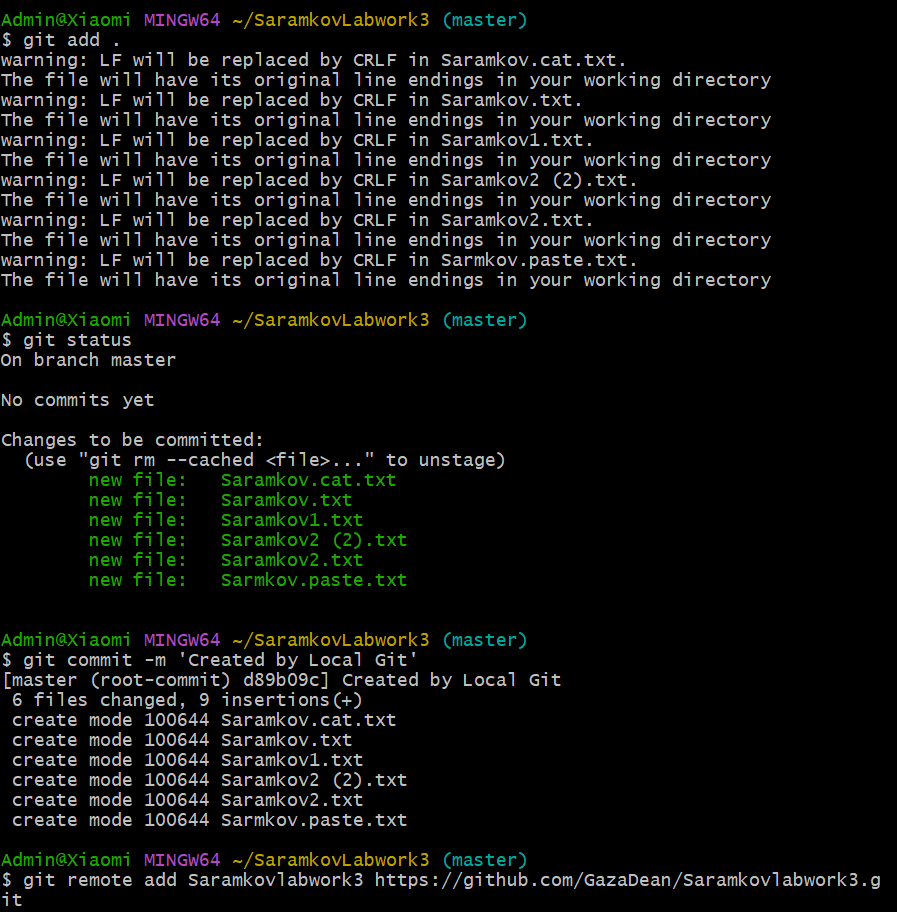 Admin@Xiaomi MINGW64 ~/SaramkovLabwork3 (master)
$ git add .
warning: LF will be replaced by CRLF in Saramkov.cat.txt.
The file will have its original line endings in your working directory
warning: LF will be replaced by CRLF in Saramkov.txt.
The file will have its original line endings in your working directory
warning: LF will be replaced by CRLF in Saramkov1.txt.
The file will have its original line endings in your working directory
warning: LF will be replaced by CRLF in Saramkov2 (2).txt.
The file will have its original line endings in your working directory
warning: LF will be replaced by CRLF in Saramkov2.txt.
The file will have its original line endings in your working directory
warning: LF will be replaced by CRLF in Sarmkov.paste.txt.
The file will have its original line endings in your working directory
Admin@Xiaomi MINGW64 ~/SaramkovLabwork3 (master)
$ git status
On branch master
No commits yet
Changes to be committed:
  (use "git rm --cached <file>..." to unstage)
        new file:   Saramkov.cat.txt
        new file:   Saramkov.txt
        new file:   Saramkov1.txt
        new file:   Saramkov2 (2).txt
        new file:   Saramkov2.txt
        new file:   Sarmkov.paste.txt
Admin@Xiaomi MINGW64 ~/SaramkovLabwork3 (master)
$ git commit -m 'Created by Local Git'
[master (root-commit) d89b09c] Created by Local Git
 6 files changed, 9 insertions(+)
 create mode 100644 Saramkov.cat.txt
 create mode 100644 Saramkov.txt
 create mode 100644 Saramkov1.txt
 create mode 100644 Saramkov2 (2).txt
 create mode 100644 Saramkov2.txt
 create mode 100644 Sarmkov.paste.txt
Admin@Xiaomi MINGW64 ~/SaramkovLabwork3 (master)
$ git remote add Saramkovlabwork3 https://github.com/GazaDean/Saramkovlabwork3.g
it